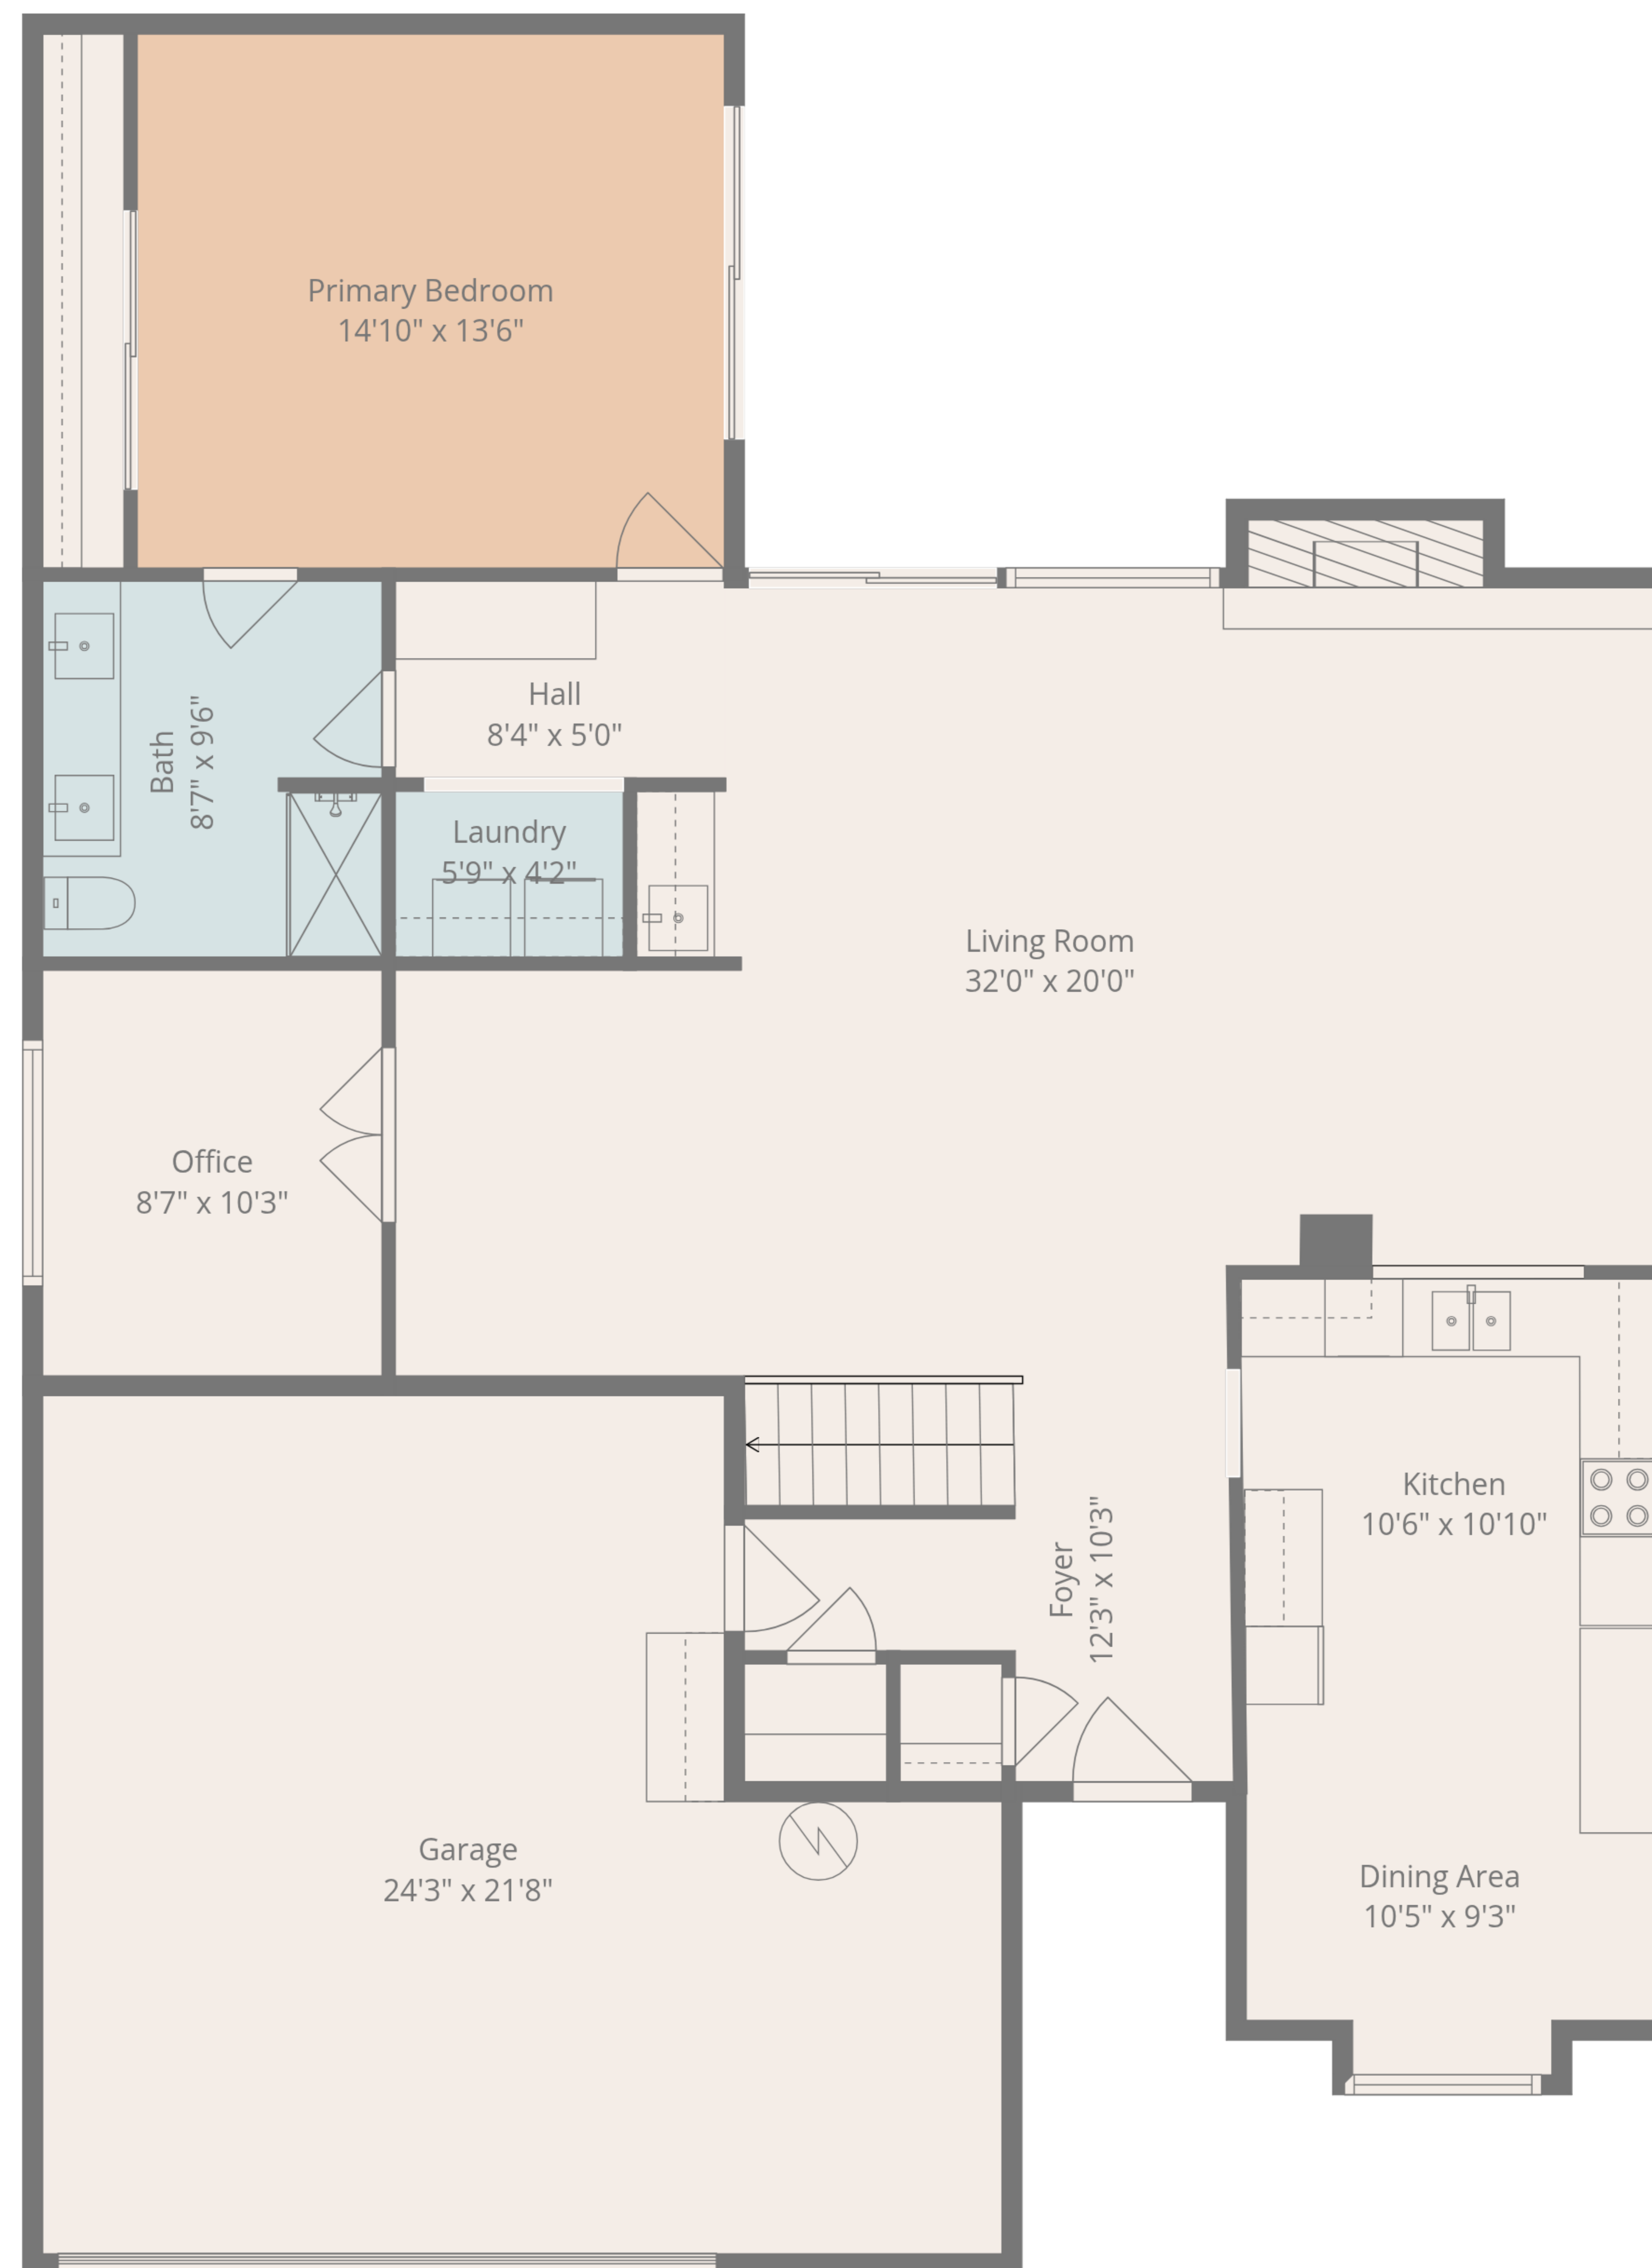 Primary Bedroom
14'10" x 13'6"
Hall
8'4" x 5'0"
Bath
8'7" x 9'6"
Laundry
5'9" x 4'2"
Living Room
32'0" x 20'0"
Office
8'7" x 10'3"
Kitchen
10'6" x 10'10"
Foyer
12'3" x 10'3"
Garage
24'3" x 21'8"
Dining Area
10'5" x 9'3"